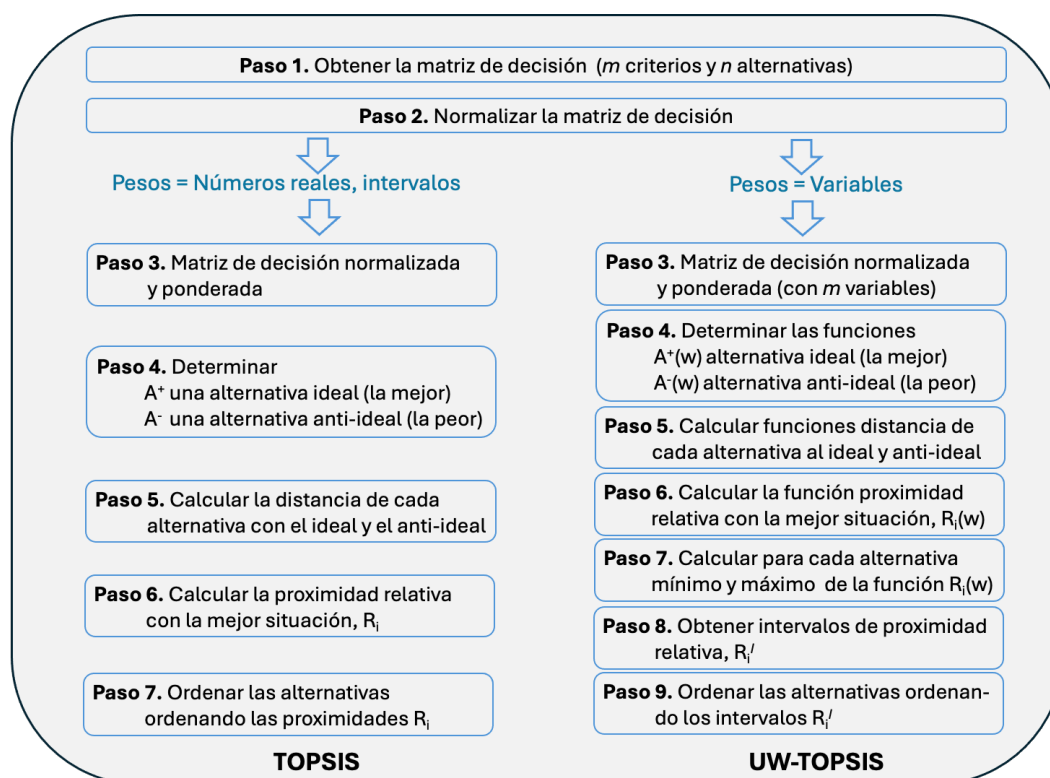 Paso 1. Obtener la matriz de decisión (m criterios y n alternativas)
Paso 2. Normalizar la matriz de decisión
Pesos = Números reales, intervalos
Paso 3. Matriz de decisión normalizada
y ponderada
Paso 4. Determinar
A⁺ una alternativa ideal (la mejor)
A⁻ una alternativa anti-ideal (la peor)
Paso 5. Calcular la distancia de cada
alternativa con el ideal y el anti-ideal
Paso 6. Calcular la proximidad relativa
con la mejor situación, Rᵢ
Paso 7. Ordenar las alternativas
ordenando las proximidades Rᵢ
TOPSIS
Pesos = Variables
Paso 3. Matriz de decisión normalizada
y ponderada (con m variables)
Paso 4. Determinar las funciones
A⁺(w) alternativa ideal (la mejor)
A⁻(w) alternativa anti-ideal (la peor)
Paso 5. Calcular funciones distancia de
cada alternativa al ideal y anti-ideal
Paso 6. Calcular la función proximidad
relativa con la mejor situación, Rᵢ(w)
Paso 7. Calcular para cada alternativa
mínimo y máximo de la función Rᵢ(w)
Paso 8. Obtener intervalos de proximidad
relativa, Rᵢᴵ
Paso 9. Ordenar las alternativas ordenan-
do los intervalos Rᵢᴵ
UW-TOPSIS